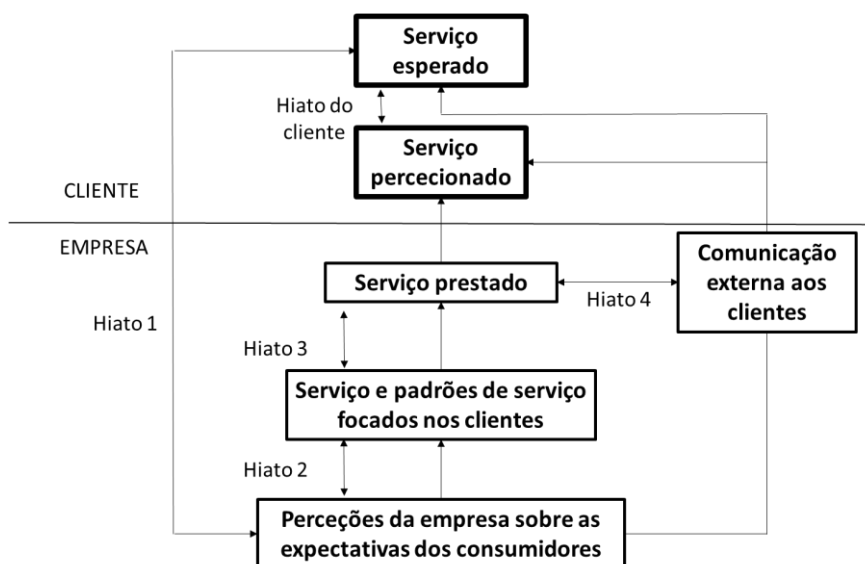 Serviço
esperado
Hiato do
cliente
Serviço
percecionado
CLIENTE
EMPRESA
Comunicação
externa aos
clientes
Serviço prestado
Hiato 4
Hiato 1
Hiato 3
Serviço e padrões de serviço
focados nos clientes
Hiato 2
Perceções da empresa sobre as
expectativas dos consumidores